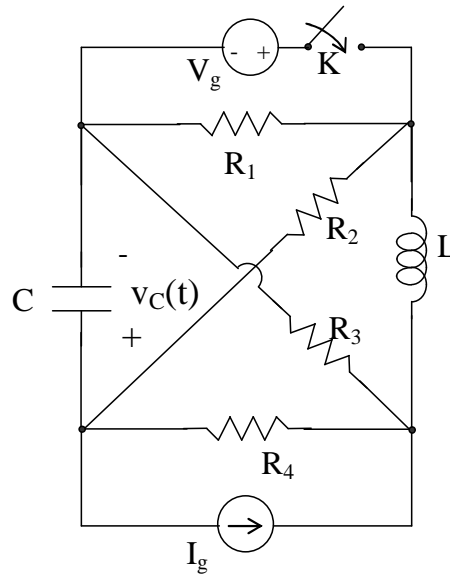 - +
V_g K
R_1
R_2
-
L
C v_C(t)
+
R_3
R_4
I_g